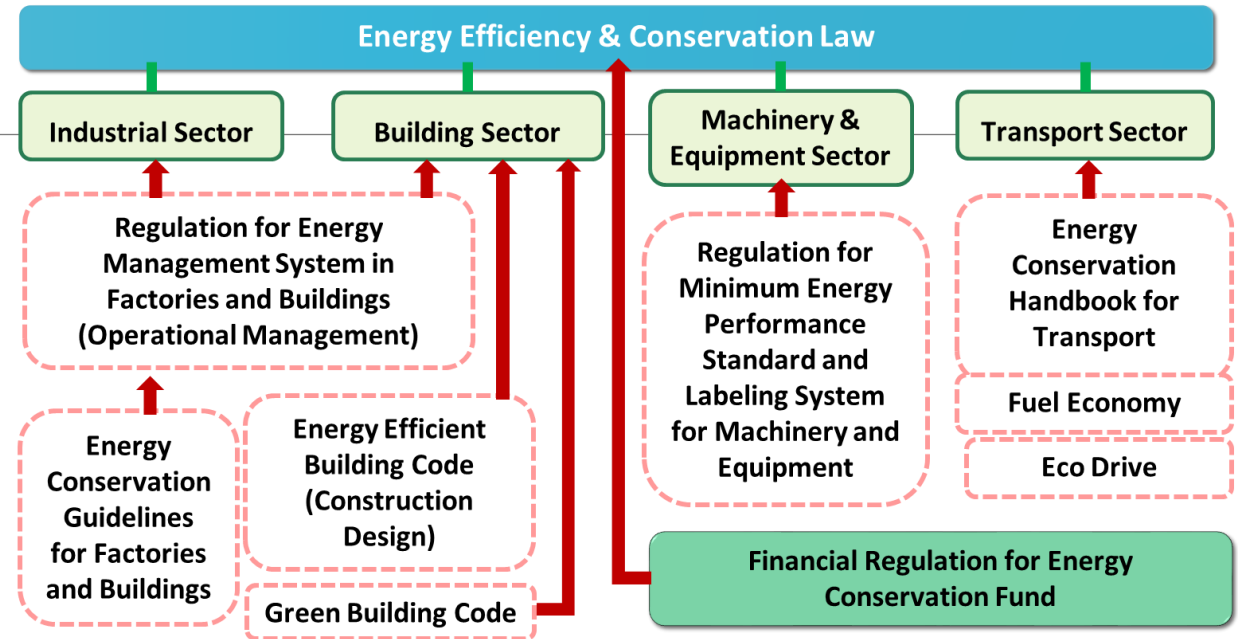 Energy Efficiency & Conservation Law
Industrial Sector
Building Sector
Machinery &
Equipment Sector
Transport Sector
Regulation for Energy
Management System in
Factories and Buildings
(Operational Management)
Energy
Conservation
Guidelines
for Factories
and Buildings
Energy Efficient
Building Code
(Construction
Design)
Green Building Code
Regulation for
Minimum Energy
Performance
Standard and
Labeling System
for Machinery and
Equipment
Energy
Conservation
Handbook for
Transport
Fuel Economy
Eco Drive
Financial Regulation for Energy
Conservation Fund